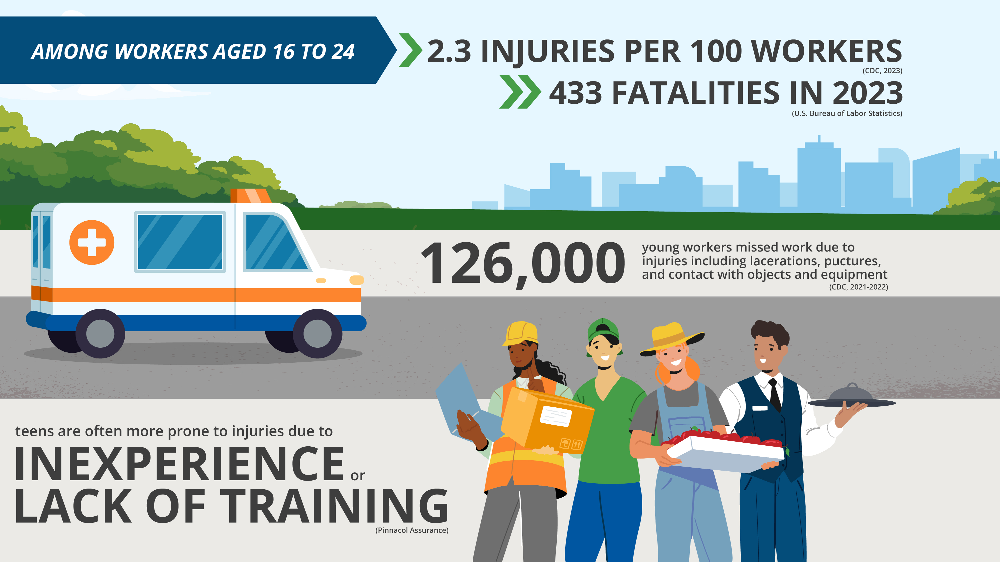 AMONG WORKERS AGED 16 TO 24
2.3 INJURIES PER 100 WORKERS
(CDC, 2023)
433 FATALITIES IN 2023
(U.S. Bureau of Labor Statistics)
126,000
young workers missed work due to
injuries including lacerations, puctures,
and contact with objects and equipment
(CDC, 2021-2022)
teens are often more prone to injuries due to
INEXPERIENCE or
LACK OF TRAINING
(Pinnacol Assurance)